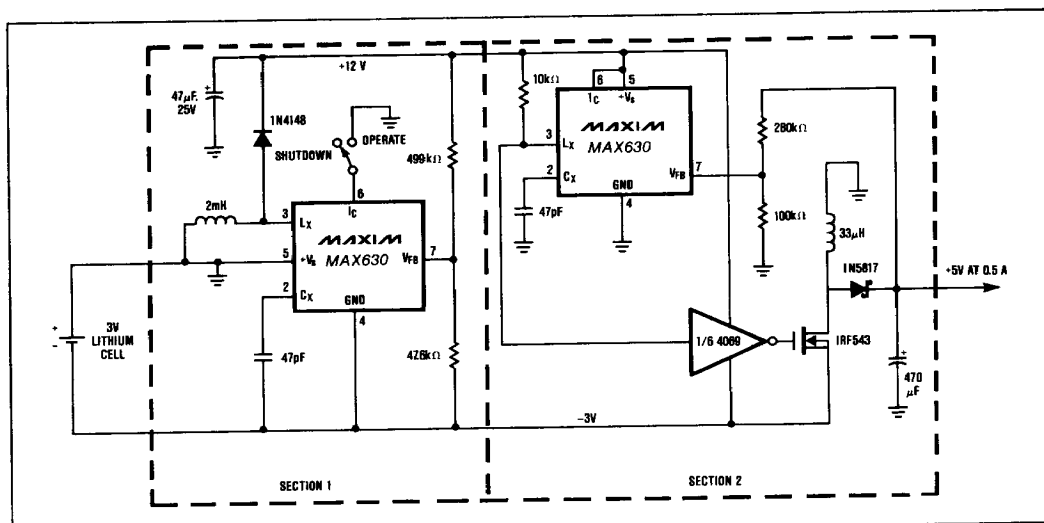 +12 V
47µF,
25V
1N4148
OPERATE
SHUTDOWN
499kΩ
2mH
3
LX
6
IC
MAXIM
MAX630
5
+VS
2
CX
VFB
7
GND
4
+
-
3V
LITHIUM
CELL
47pF
47.6kΩ
-3V
SECTION 1
10kΩ
6
5
IC
+VS
3
LX
MAXIM
MAX630
2
CX
VFB
7
GND
4
47pF
280kΩ
100kΩ
33µH
1N5817
+5V AT 0.5 A
1/6 4069
IRF543
+
470
µF
SECTION 2